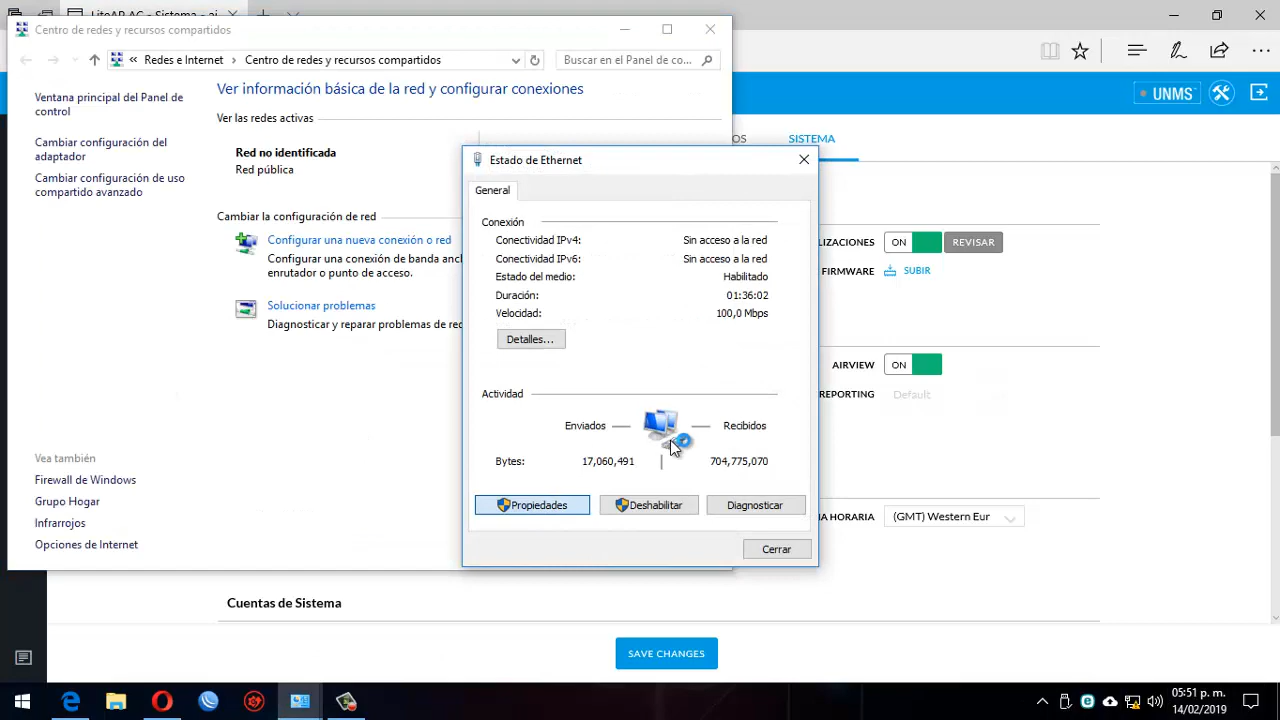 Centro de redes y recursos compartidos
« Redes e Internet › Centro de redes y recursos compartidos
Buscar en el Panel de co...
Ventana principal del Panel de
control
Cambiar configuración del
adaptador
Cambiar configuración de uso
compartido avanzado
Ver información básica de la red y configurar conexiones
Ver las redes activas
Red no identificada
Red pública
Cambiar la configuración de red
Configurar una nueva conexión o red
Configurar una conexión de banda anch
enrutador o punto de acceso.
Solucionar problemas
Diagnosticar y reparar problemas de red
Vea también
Firewall de Windows
Grupo Hogar
Infrarrojos
Opciones de Internet
Estado de Ethernet
General
Conexión
Conectividad IPv4: Sin acceso a la red
Conectividad IPv6: Sin acceso a la red
Estado del medio: Habilitado
Duración: 01:36:02
Velocidad: 100,0 Mbps
Detalles...
Actividad
Enviados Recibidos
Bytes: 17,060,491 704,775,070
Propiedades Deshabilitar Diagnosticar
Cerrar
UNMS
OS SISTEMA
LIZACIONES ON REVISAR
FIRMWARE SUBIR
AIRVIEW ON
REPORTING Default
A HORARIA (GMT) Western Eur
Cuentas de Sistema
SAVE CHANGES
05:51 p. m.
14/02/2019